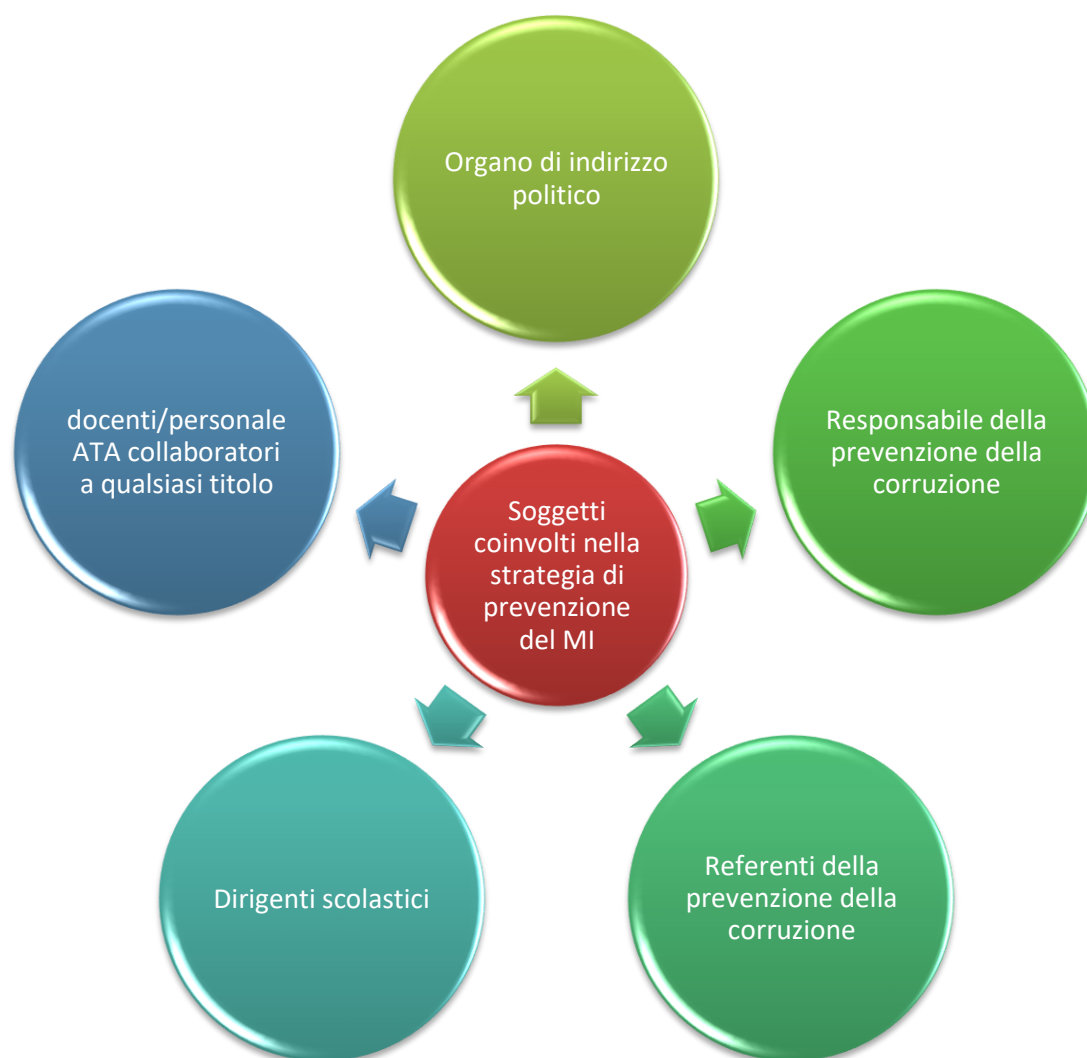 Organo di indirizzo
politico
Responsabile della
prevenzione della
corruzione
Referenti della
prevenzione della
corruzione
Dirigenti scolastici
docenti/personale
ATA collaboratori
a qualsiasi titolo
Soggetti
coinvolti nella
strategia di
prevenzione
del MI